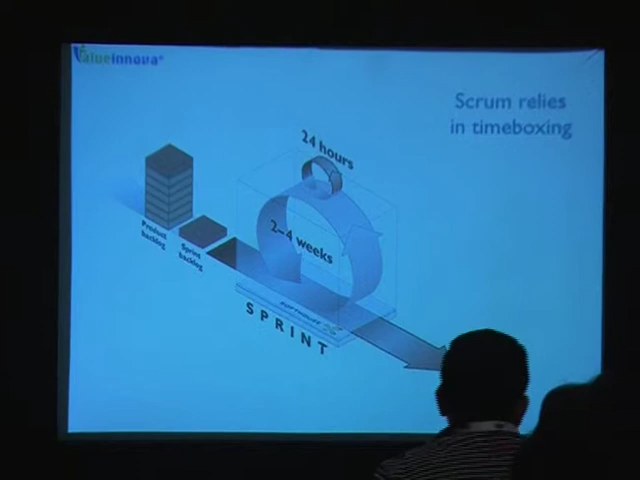 Valueinnova®
Scrum relies
in timeboxing
24 hours
2-4 weeks
Product
backlog
Sprint
backlog
SPRINT